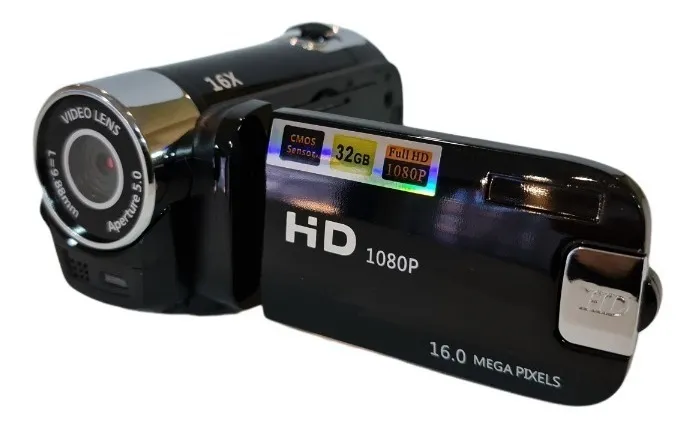 16X
VIDEO LENS
f=9.88mm
Aperture 5.0
CMOS
Sensor
32GB
Full HD
1080P
HD 1080P
16.0 MEGA PIXELS